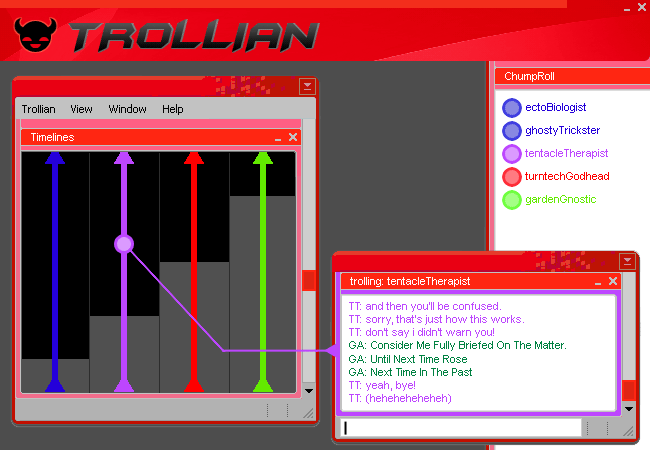 TROLLIAN
ChumpRoll
ectoBiologist
ghostyTrickster
tentacleTherapist
turntechGodhead
gardenGnostic
Trollian View Window Help
Timelines
trolling: tentacleTherapist
TT: and then you'll be confused.
TT: sorry, that's just how this works.
TT: don't say i didn't warn you!
GA: Consider Me Fully Briefed On The Matter.
GA: Until Next Time Rose
GA: Next Time In The Past
TT: yeah, bye!
TT: (heheheheheheh)